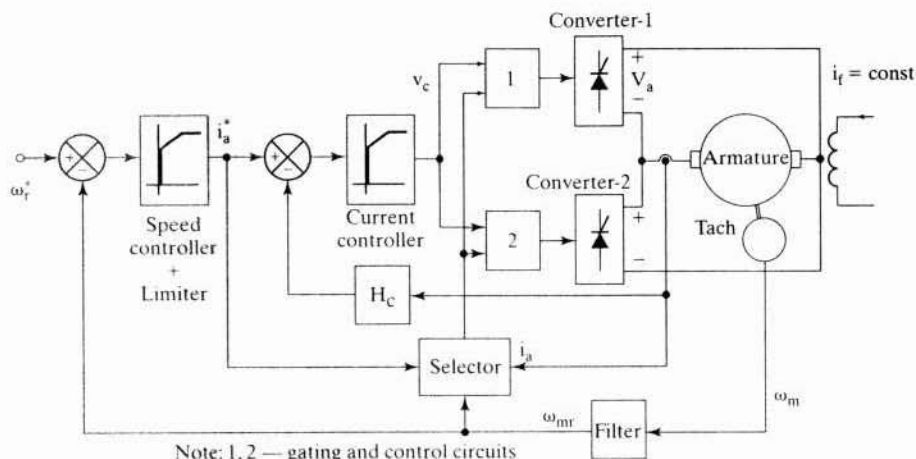 Converter-1
v_c
1
+
V_a
−
i_f = const
i_a^*
+
−
+
−
Armature
ω_r^*
Speed
controller
+
Limiter
Current
controller
Converter-2
2
+
−
Tach
H_c
Selector
i_a
ω_m
ω_mr
Filter
Note: 1, 2 — gating and control circuits